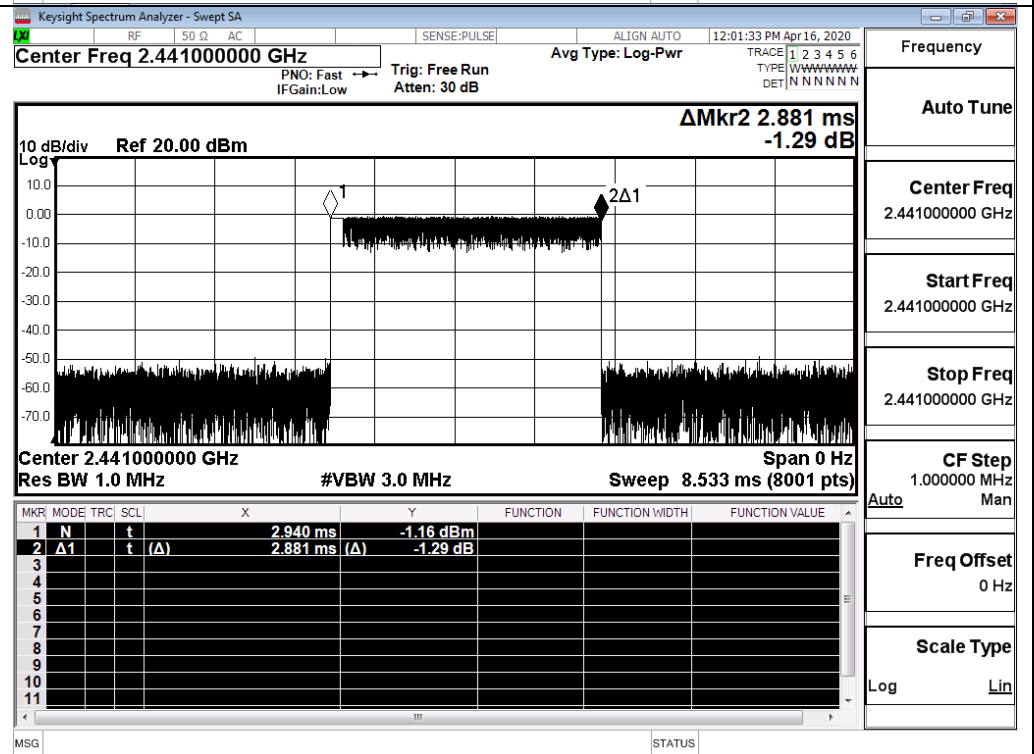 Keysight Spectrum Analyzer - Swept SA
LXI RF 50 Ω AC SENSE:PULSE ALIGN AUTO 12:01:33 PM Apr 16, 2020
Center Freq 2.441000000 GHz
PNO: Fast
IFGain:Low
Trig: Free Run
Atten: 30 dB
Avg Type: Log-Pwr
TRACE 1 2 3 4 5 6
TYPE WWWWWW
DET N N N N N N
ΔMkr2 2.881 ms
-1.29 dB
10 dB/div Ref 20.00 dBm
Log
10.0
0.00
-10.0
-20.0
-30.0
-40.0
-50.0
-60.0
-70.0
1
2Δ1
Center 2.441000000 GHz Span 0 Hz
Res BW 1.0 MHz #VBW 3.0 MHz Sweep 8.533 ms (8001 pts)
MKR MODE TRC SCL X Y FUNCTION FUNCTION WIDTH FUNCTION VALUE
1 N t 2.940 ms -1.16 dBm
2 Δ1 t (Δ) 2.881 ms (Δ) -1.29 dB
3
4
5
6
7
8
9
10
11
MSG STATUS
Frequency
Auto Tune
Center Freq
2.441000000 GHz
Start Freq
2.441000000 GHz
Stop Freq
2.441000000 GHz
CF Step
1.000000 MHz
Auto Man
Freq Offset
0 Hz
Scale Type
Log Lin